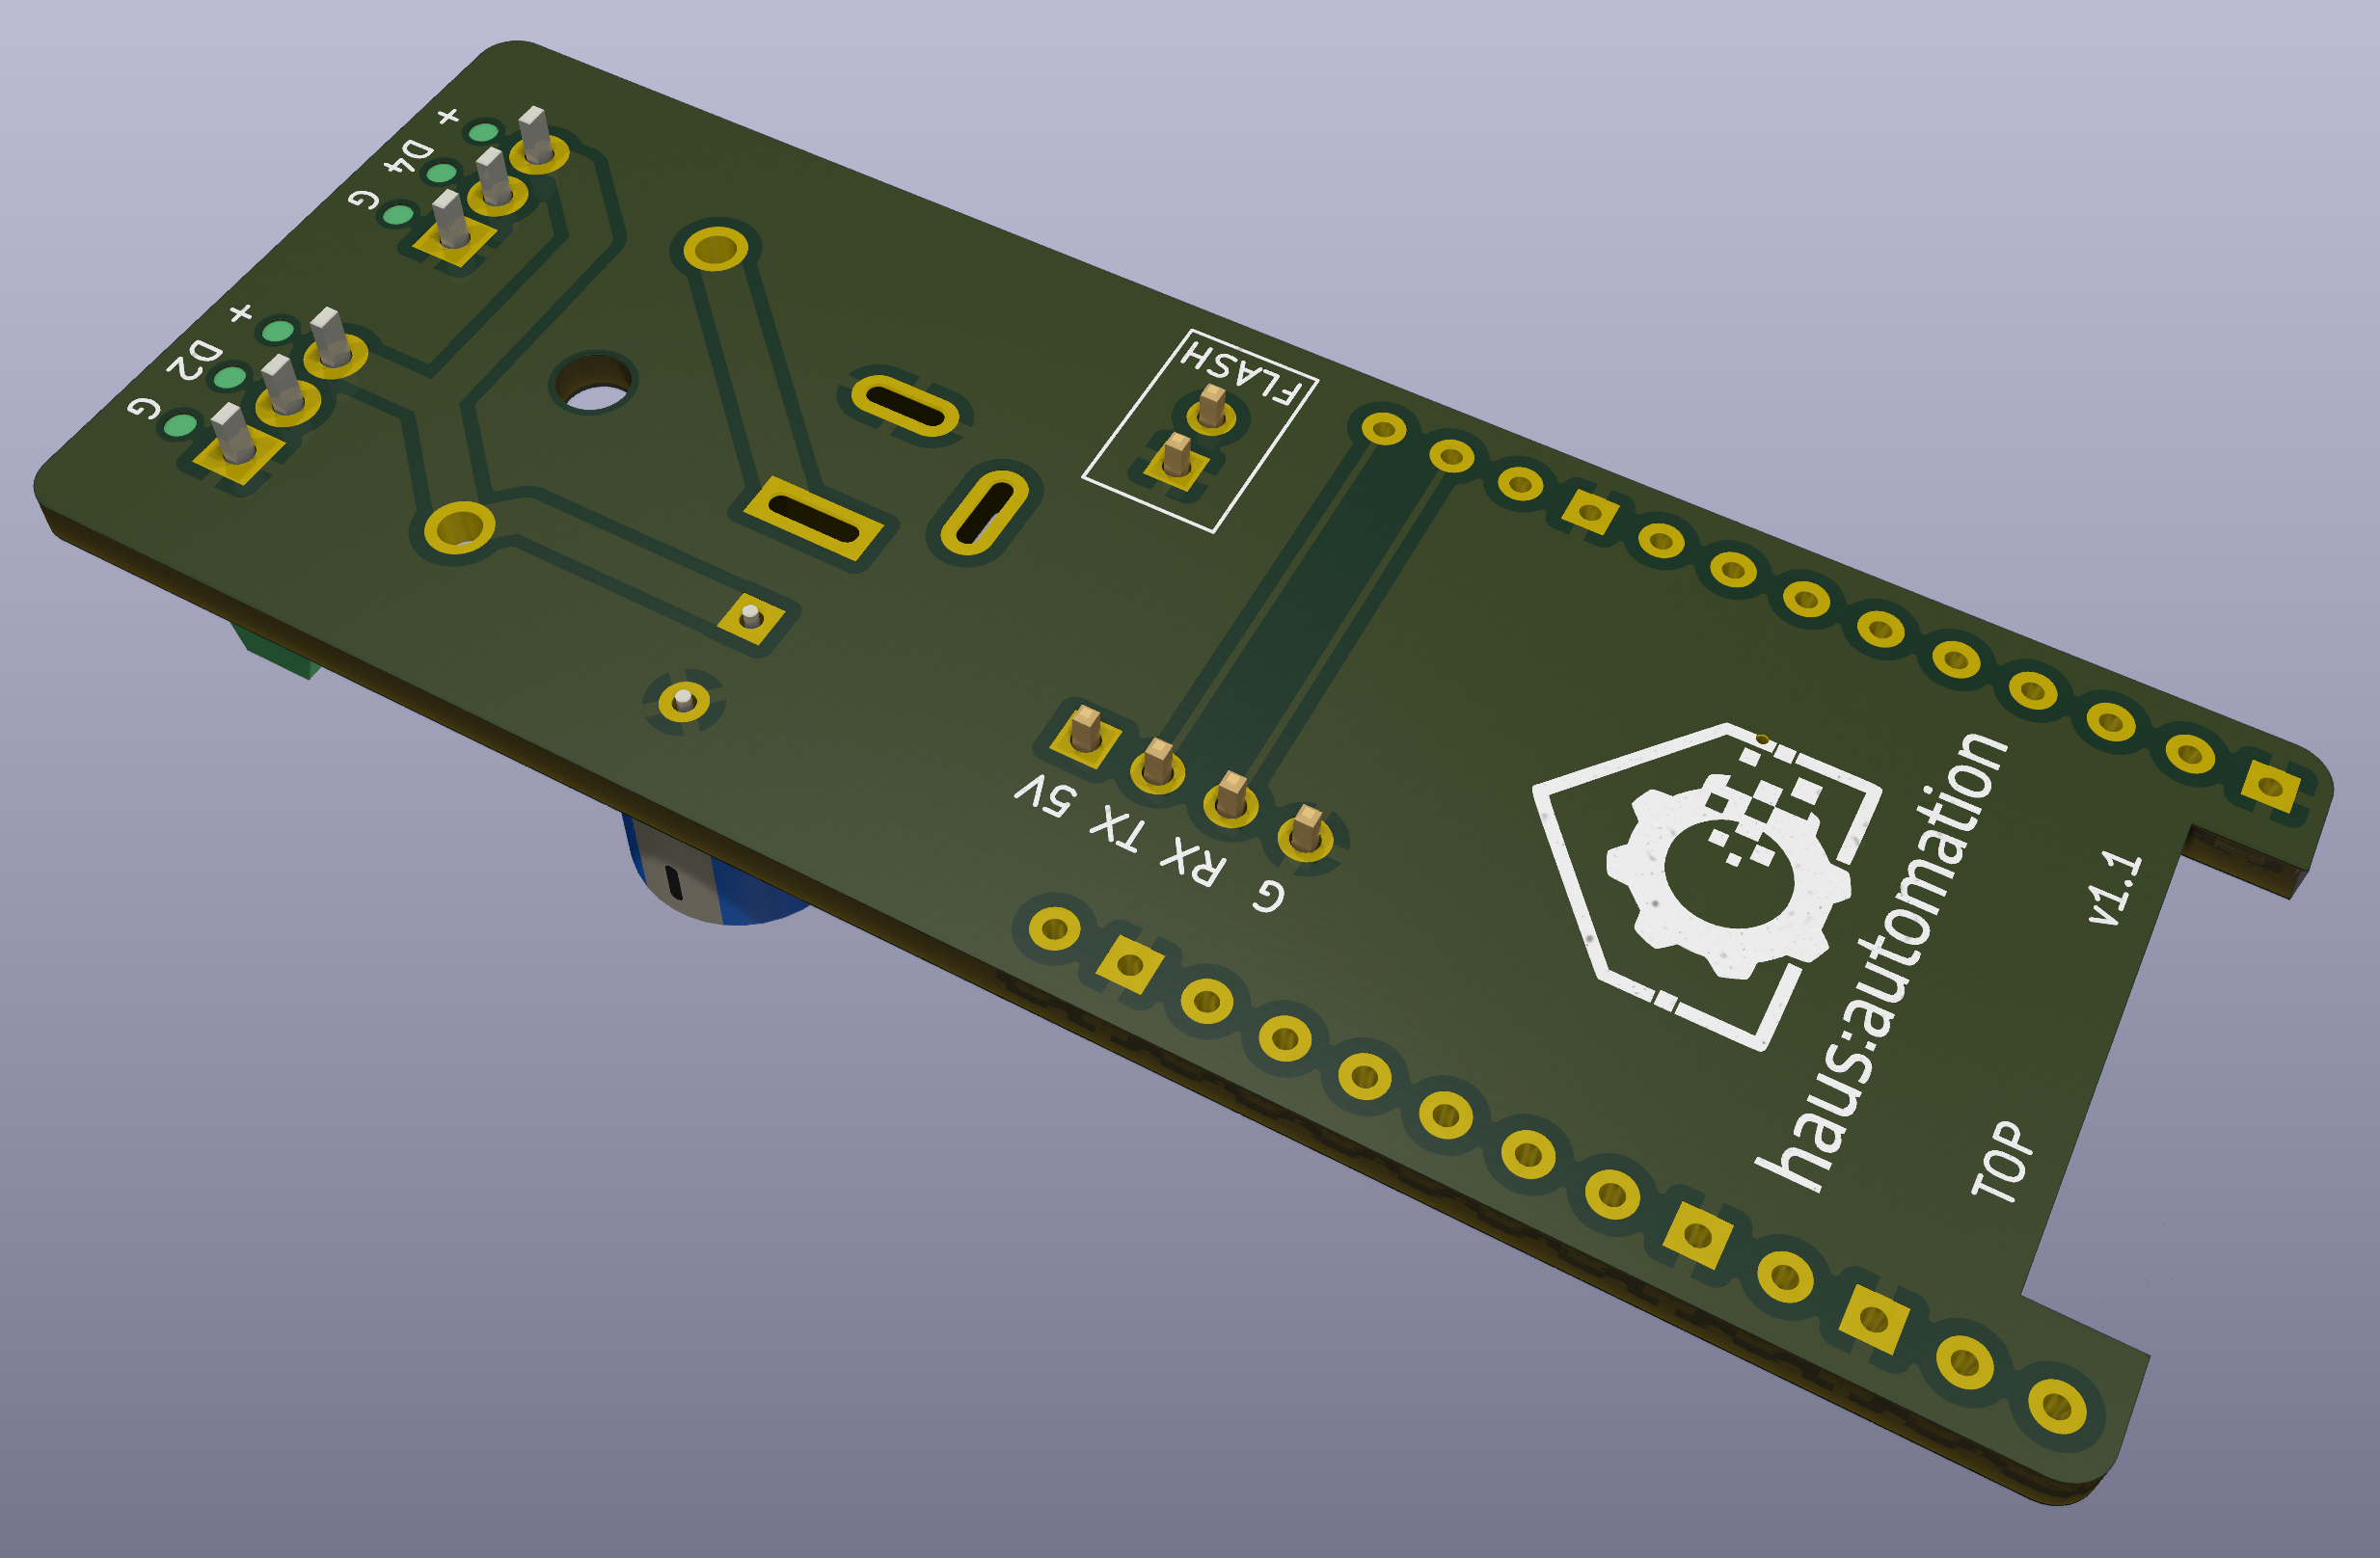 +
D4
G
+
D2
G
FLASH
5V
TX
RX
G
haus:automation
v1.1
TOP